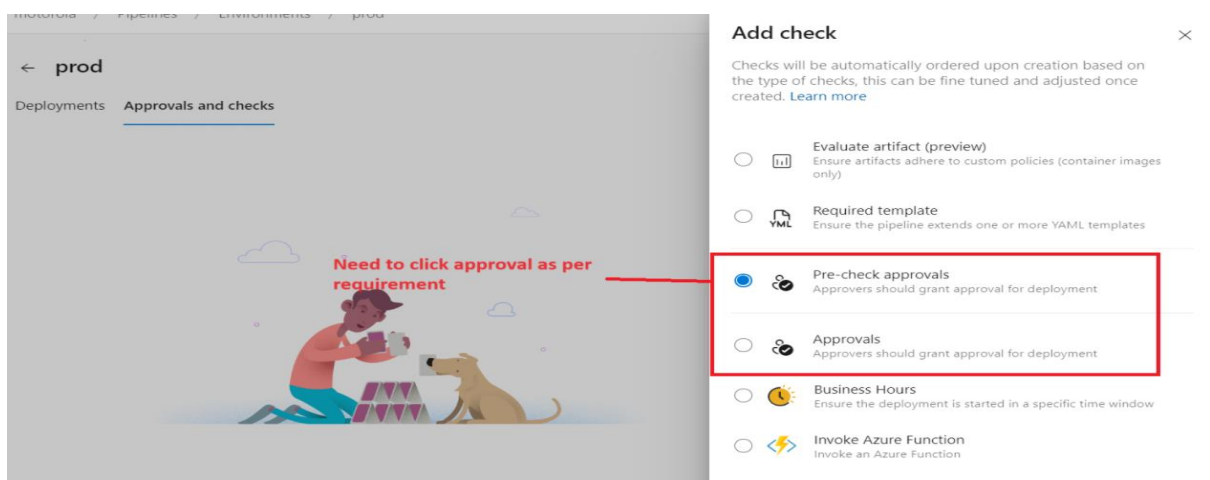 motorola / Pipelines / Environments / prod
← prod
Deployments Approvals and checks
Need to click approval as per
requirement
Add check
Checks will be automatically ordered upon creation based on
the type of checks, this can be fine tuned and adjusted once
created. Learn more
Evaluate artifact (preview)
Ensure artifacts adhere to custom policies (container images
only)
YML
Required template
Ensure the pipeline extends one or more YAML templates
Pre-check approvals
Approvers should grant approval for deployment
Approvals
Approvers should grant approval for deployment
Business Hours
Ensure the deployment is started in a specific time window
Invoke Azure Function
Invoke an Azure Function